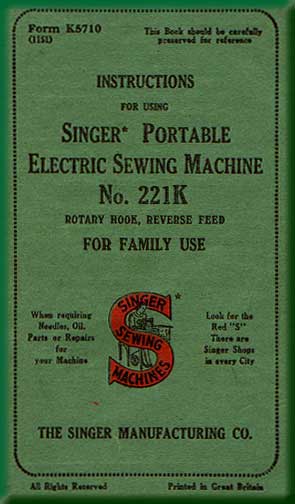 Form K5710
(1151)
This Book should be carefully
preserved for reference
INSTRUCTIONS
FOR USING
SINGER* PORTABLE
ELECTRIC SEWING MACHINE
No. 221K
ROTARY HOOK, REVERSE FEED
FOR FAMILY USE
When requiring
Needles, Oil,
Parts or Repairs
for
your Machine
SINGER
SEWING
MACHINES
*
Look for the
Red "S"
There are
Singer Shops
in every City
THE SINGER MANUFACTURING CO.
All Rights Reserved
Printed in Great Britain